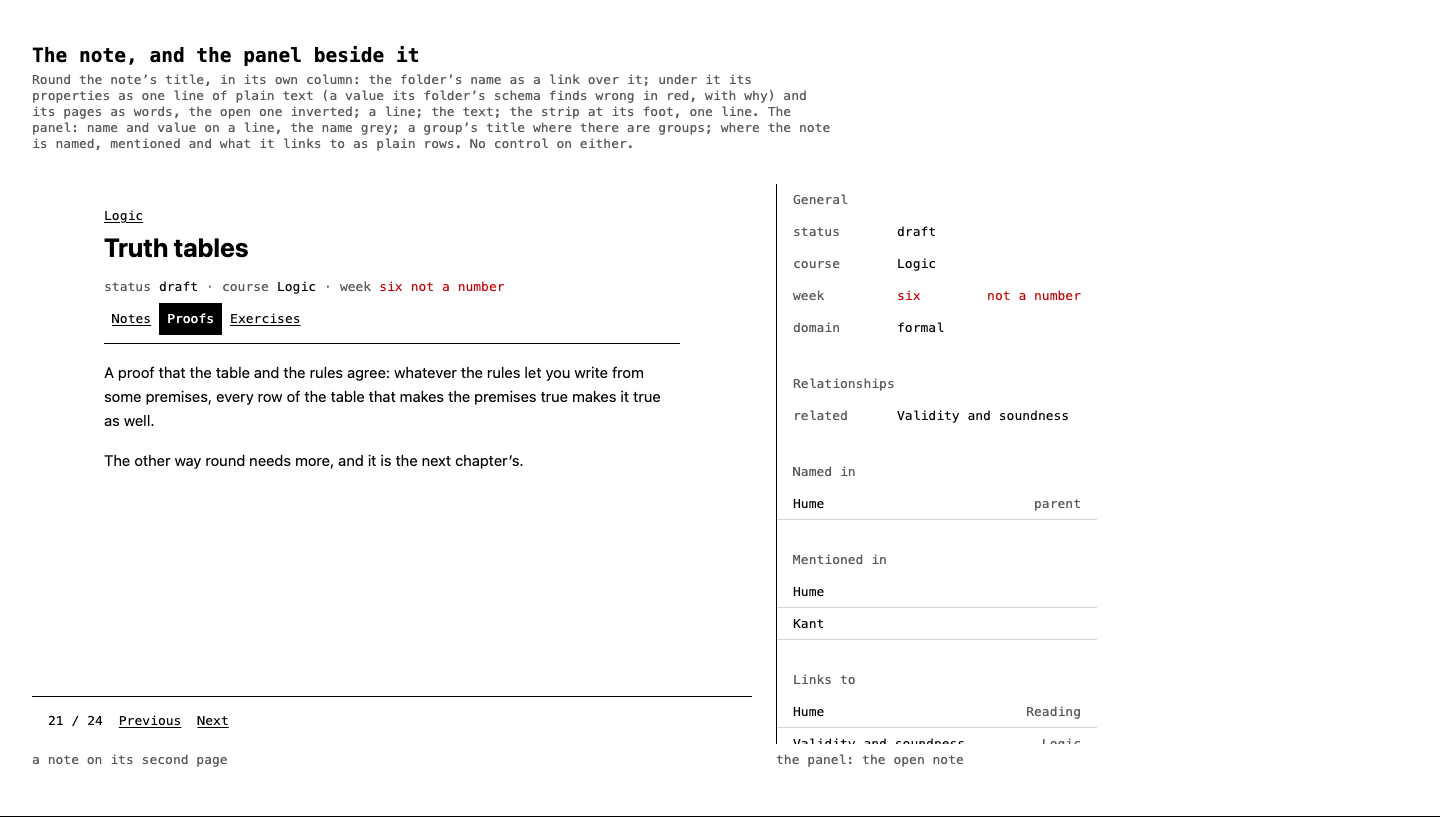 The note, and the panel beside it
Round the note’s title, in its own column: the folder’s name as a link over it; under it its
properties as one line of plain text (a value its folder’s schema finds wrong in red, with why) and
its pages as words, the open one inverted; a line; the text; the strip at its foot, one line. The
panel: name and value on a line, the name grey; a group’s title where there are groups; where the note
is named, mentioned and what it links to as plain rows. No control on either.
Logic
Truth tables
status draft · course Logic · week six not a number
Notes Proofs Exercises
A proof that the table and the rules agree: whatever the rules let you write from
some premises, every row of the table that makes the premises true makes it true
as well.
The other way round needs more, and it is the next chapter’s.
21 / 24 Previous Next
a note on its second page
General
status draft
course Logic
week six not a number
domain formal
Relationships
related Validity and soundness
Named in
Hume parent
Mentioned in
Hume
Kant
Links to
Hume Reading
Validity and soundness Logic
the panel: the open note